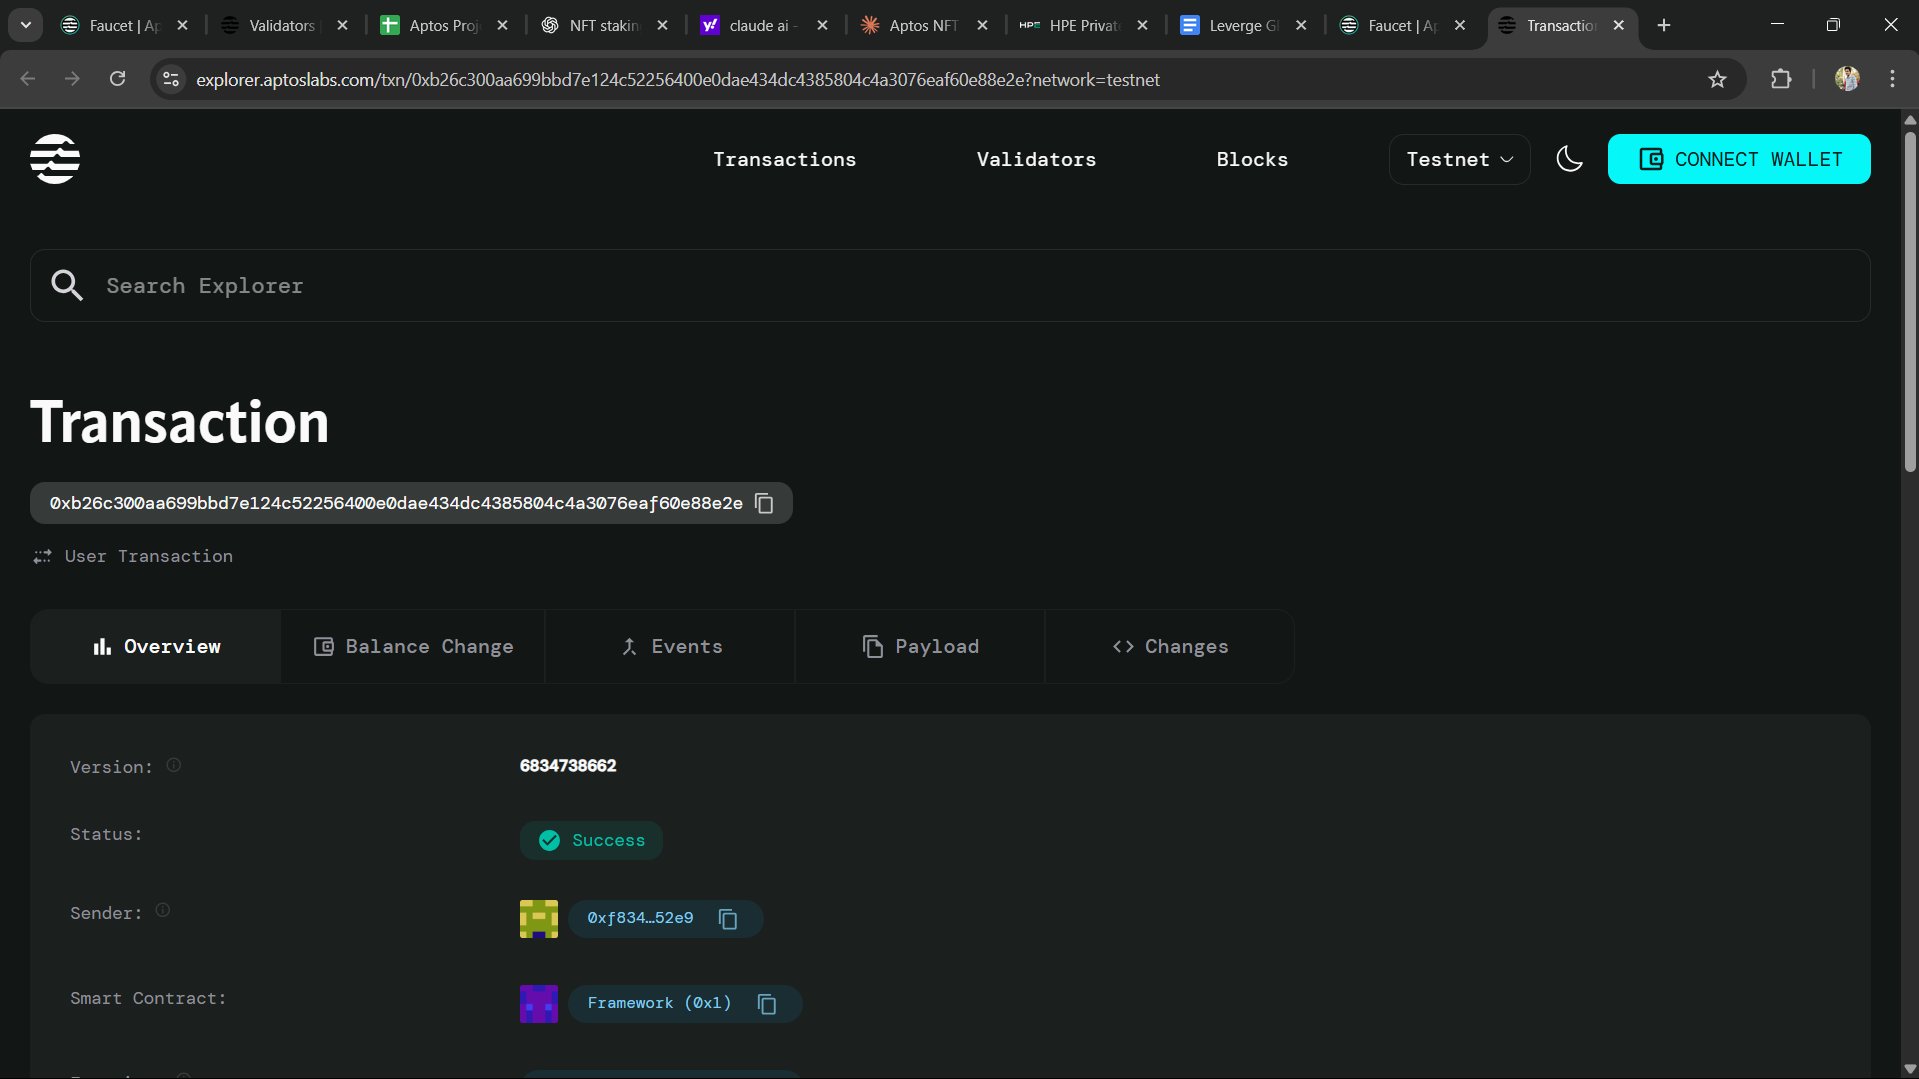 Faucet | Ap
Validators
Aptos Proj
NFT stakin
claude ai -
Aptos NFT
HPE Private
Leverge Gl
Faucet | Ap
Transactio
explorer.aptoslabs.com/txn/0xb26c300aa699bbd7e124c52256400e0dae434dc4385804c4a3076eaf60e88e2e?network=testnet
Transactions
Validators
Blocks
Testnet
CONNECT WALLET
Search Explorer
Transaction
0xb26c300aa699bbd7e124c52256400e0dae434dc4385804c4a3076eaf60e88e2e
User Transaction
Overview
Balance Change
Events
Payload
Changes
Version:
6834738662
Status:
Success
Sender:
0xf834…52e9
Smart Contract:
Framework (0x1)